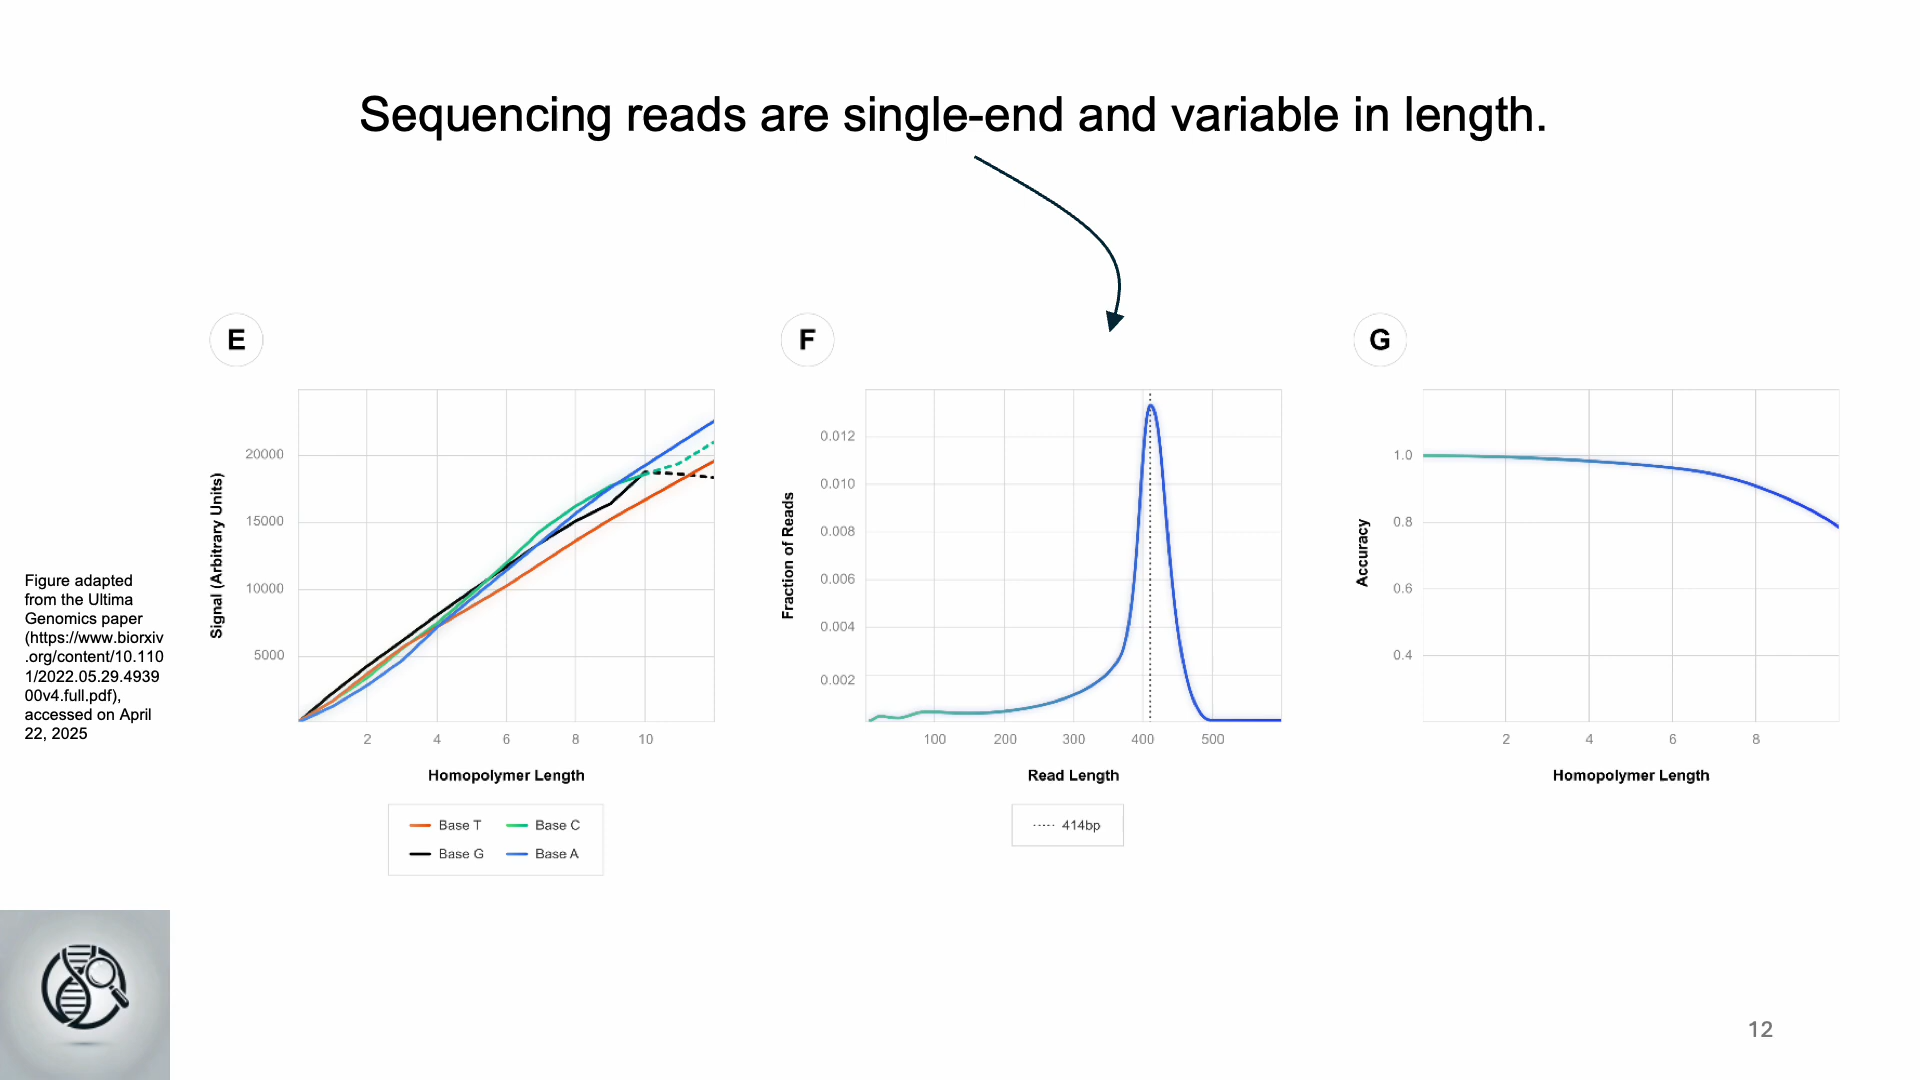 Sequencing reads are single-end and variable in length.
E
F
G
Figure adapted
from the Ultima
Genomics paper
(https://www.biorxiv
.org/content/10.110
1/2022.05.29.4939
00v4.full.pdf),
accessed on April
22, 2025
Signal (Arbitrary Units)
20000
15000
10000
5000
2 4 6 8 10
Homopolymer Length
Base T Base C
Base G Base A
Fraction of Reads
0.012
0.010
0.008
0.006
0.004
0.002
100 200 300 400 500
Read Length
414bp
Accuracy
1.0
0.8
0.6
0.4
2 4 6 8
Homopolymer Length
12